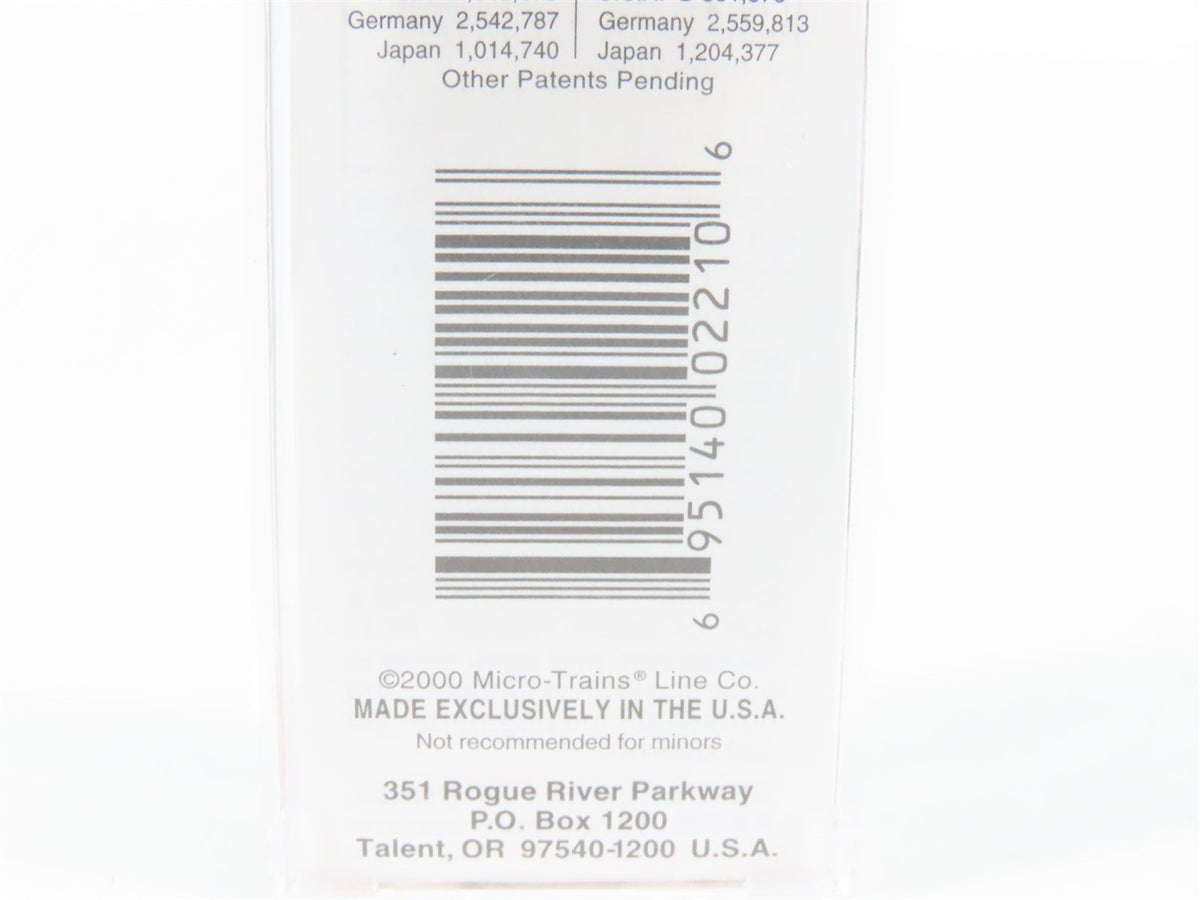 Germany 2,542,787 Germany 2,559,813
Japan 1,014,740 Japan 1,204,377
Other Patents Pending
6 95140 02210 6
©2000 Micro-Trains® Line Co.
MADE EXCLUSIVELY IN THE U.S.A.
Not recommended for minors
351 Rogue River Parkway
P.O. Box 1200
Talent, OR 97540-1200 U.S.A.